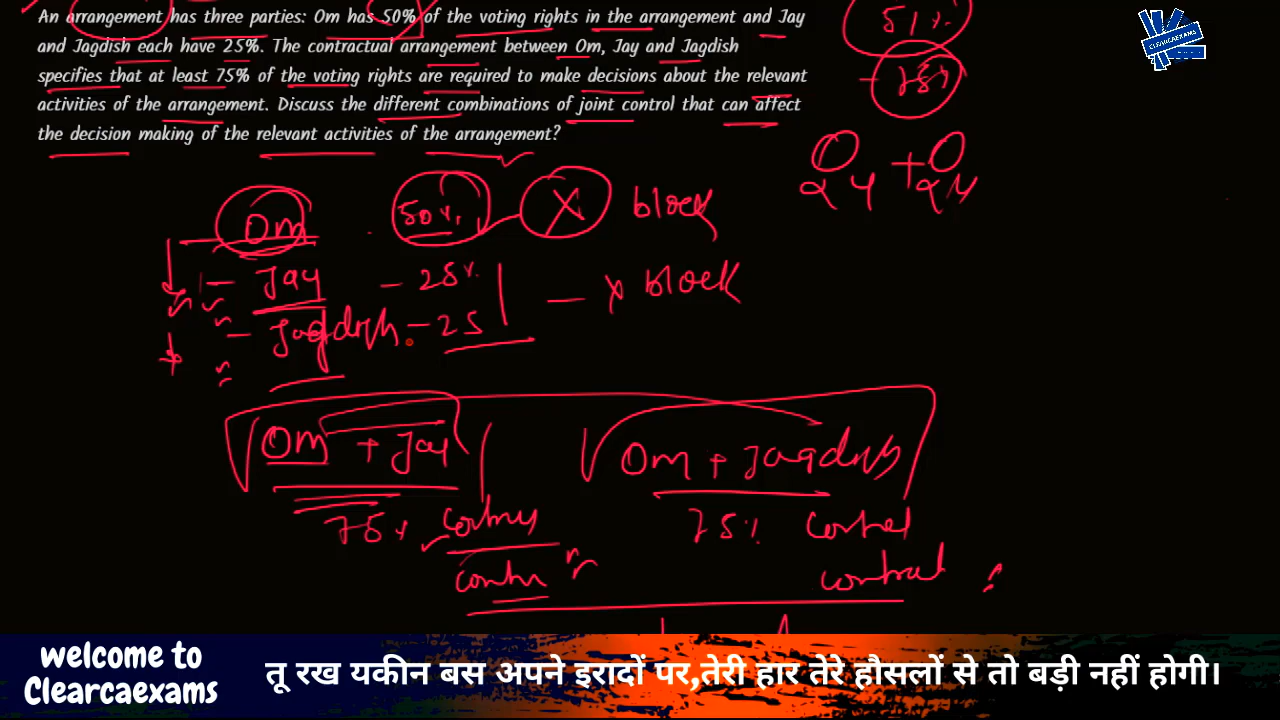 An arrangement has three parties: Om has 50% of the voting rights in the arrangement and Jay
and Jagdish each have 25%. The contractual arrangement between Om, Jay and Jagdish
specifies that at least 75% of the voting rights are required to make decisions about the relevant
activities of the arrangement. Discuss the different combinations of joint control that can affect
the decision making of the relevant activities of the arrangement?
51%
CLEARCAEXAMS
Om 50%. X block
- Jay - 25%. - X block
- Jagdish - 25
Om + Jay Om + Jagdish
75% 75%. Control
welcome to
Clearcaexams
तू रख यकीन बस अपने इरादों पर,तेरी हार तेरे हौसलों से तो बड़ी नहीं होगी।